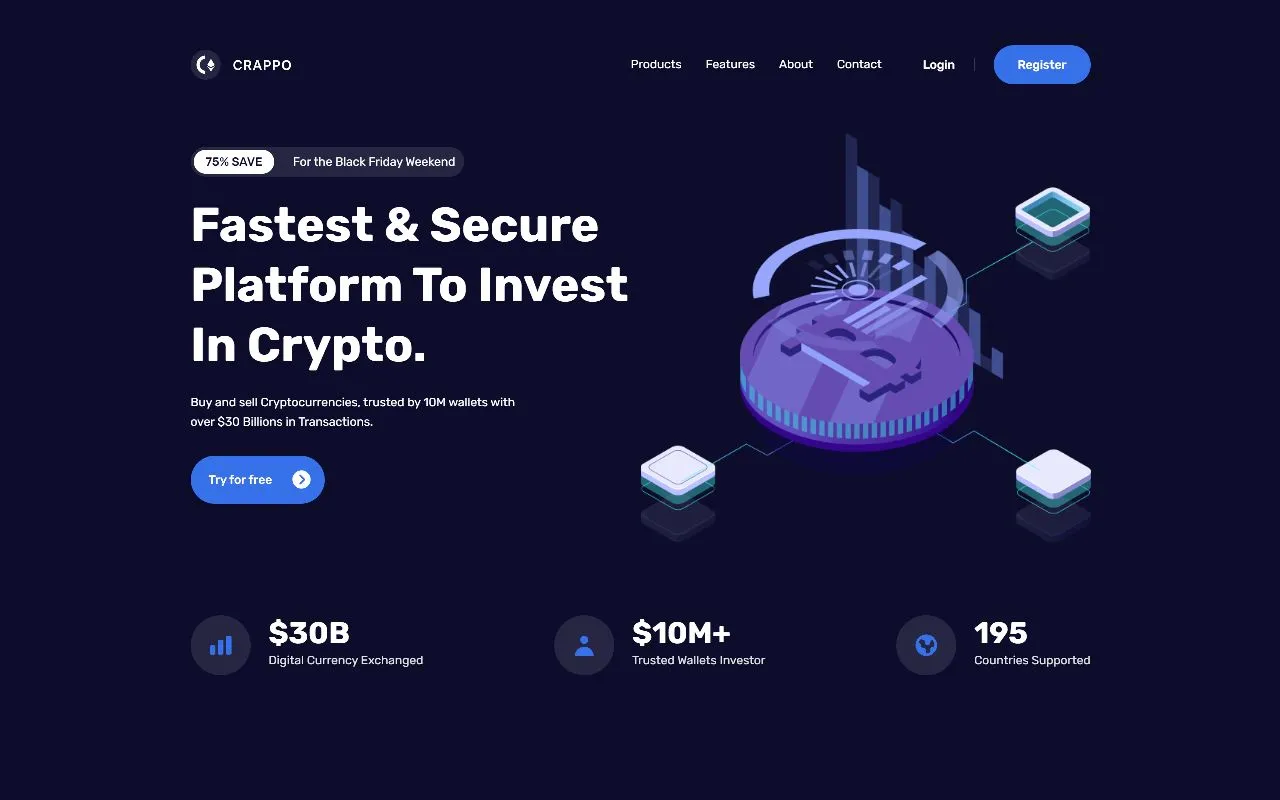 CRAPPO
Products
Features
About
Contact
Login
Register
75% SAVE
For the Black Friday Weekend
Fastest & Secure
Platform To Invest
In Crypto.
Buy and sell Cryptocurrencies, trusted by 10M wallets with
over $30 Billions in Transactions.
Try for free
$30B
Digital Currency Exchanged
$10M+
Trusted Wallets Investor
195
Countries Supported